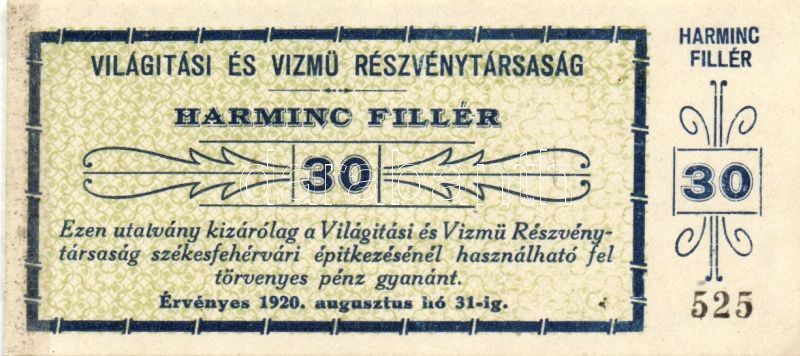 VILÁGITÁSI ÉS VIZMÜ RÉSZVÉNYTÁRSASÁG
HARMINC FILLÉR
30
Ezen utalvány kizárólag a Világitási és Vizmü Részvény-
társaság székesfehérvári épitkezésénél használható fel
törvenyes pénz gyanánt.
Érvényes 1920. augusztus hó 31-ig.
HARMINC
FILLÉR
30
525
darabanth